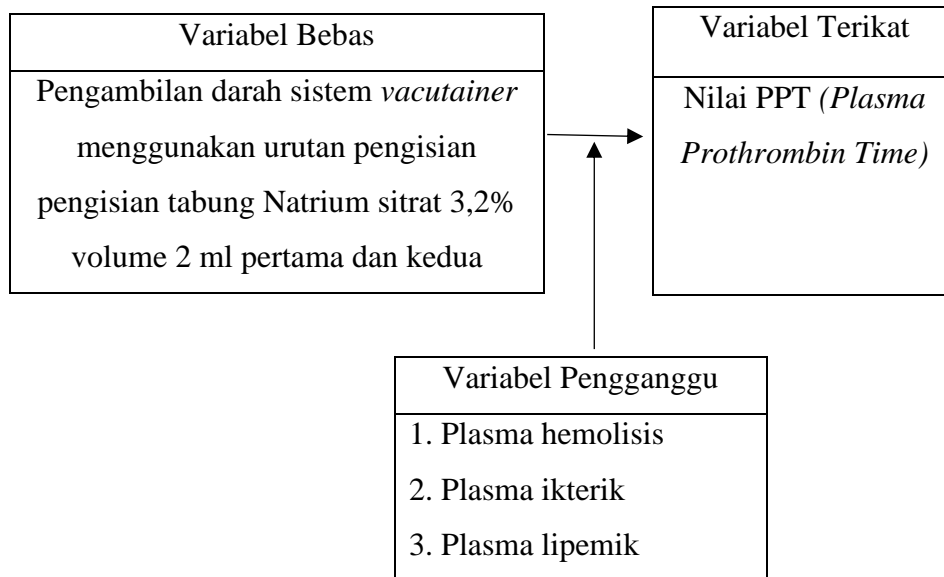 Variabel Bebas
Pengambilan darah sistem vacutainer
menggunakan urutan pengisian
pengisian tabung Natrium sitrat 3,2%
volume 2 ml pertama dan kedua
Variabel Terikat
Nilai PPT (Plasma
Prothrombin Time)
Variabel Pengganggu
1. Plasma hemolisis
2. Plasma ikterik
3. Plasma lipemik